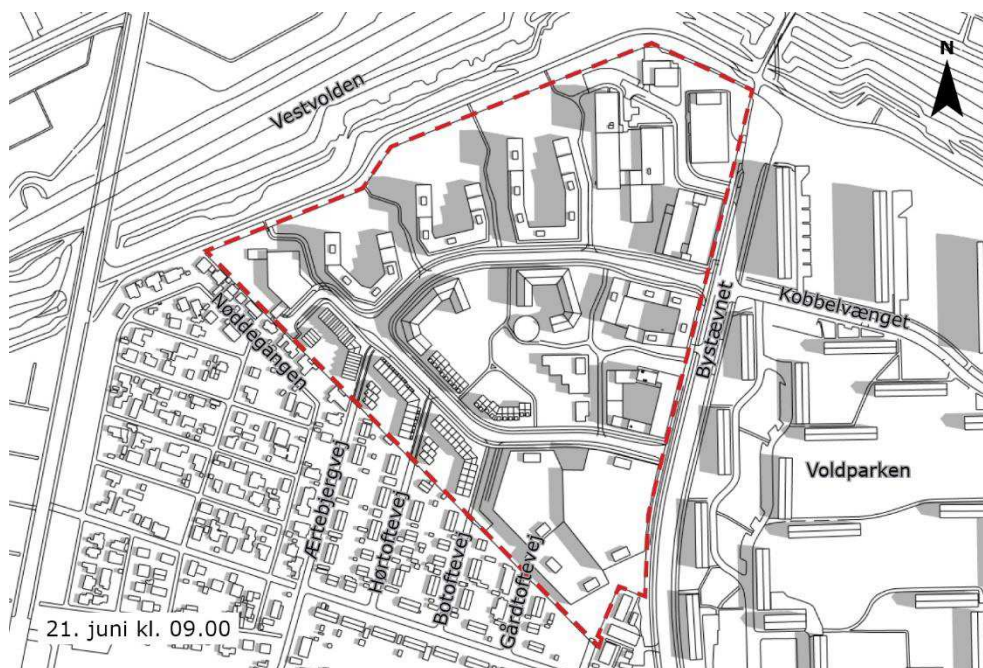 Vestvolden
N
Nøddegangen
Bystævnet
Kobbelvænget
Voldparken
Ærtebjergvej
Hørtoftevej
Botoftevej
Gårdtoftevej
21. juni kl. 09.00